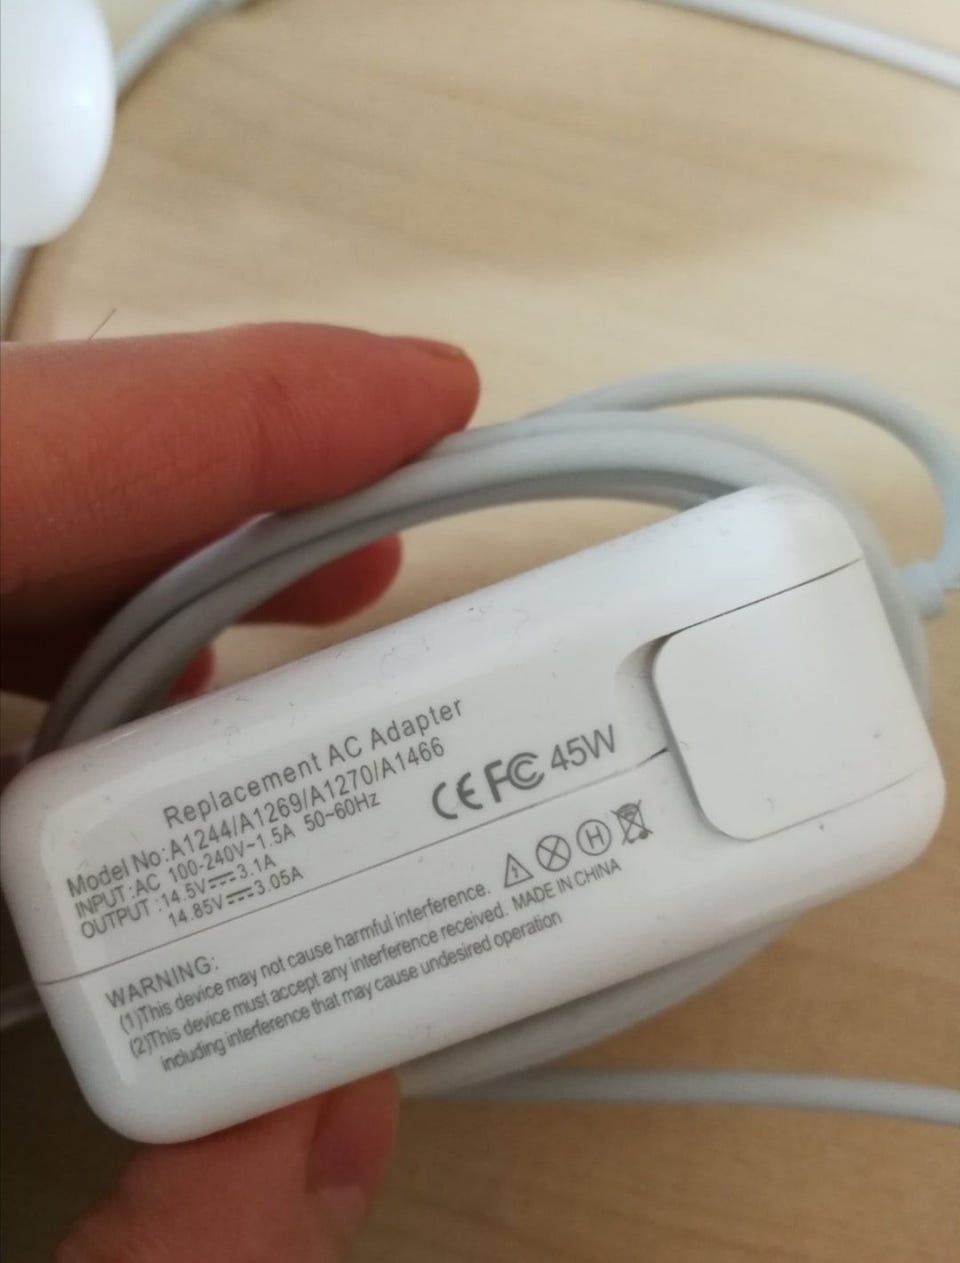 Replacement AC Adapter
Model No:A1244/A1269/A1270/A1466
INPUT:AC 100-240V~1.5A 50~60Hz
OUTPUT:14.5V⎓3.1A
14.85V⎓3.05A
CE FC 45W
WARNING:
(1)This device may not cause harmful interference.
(2)This device must accept any interference received. MADE IN CHINA
including interference that may cause undesired operation
H